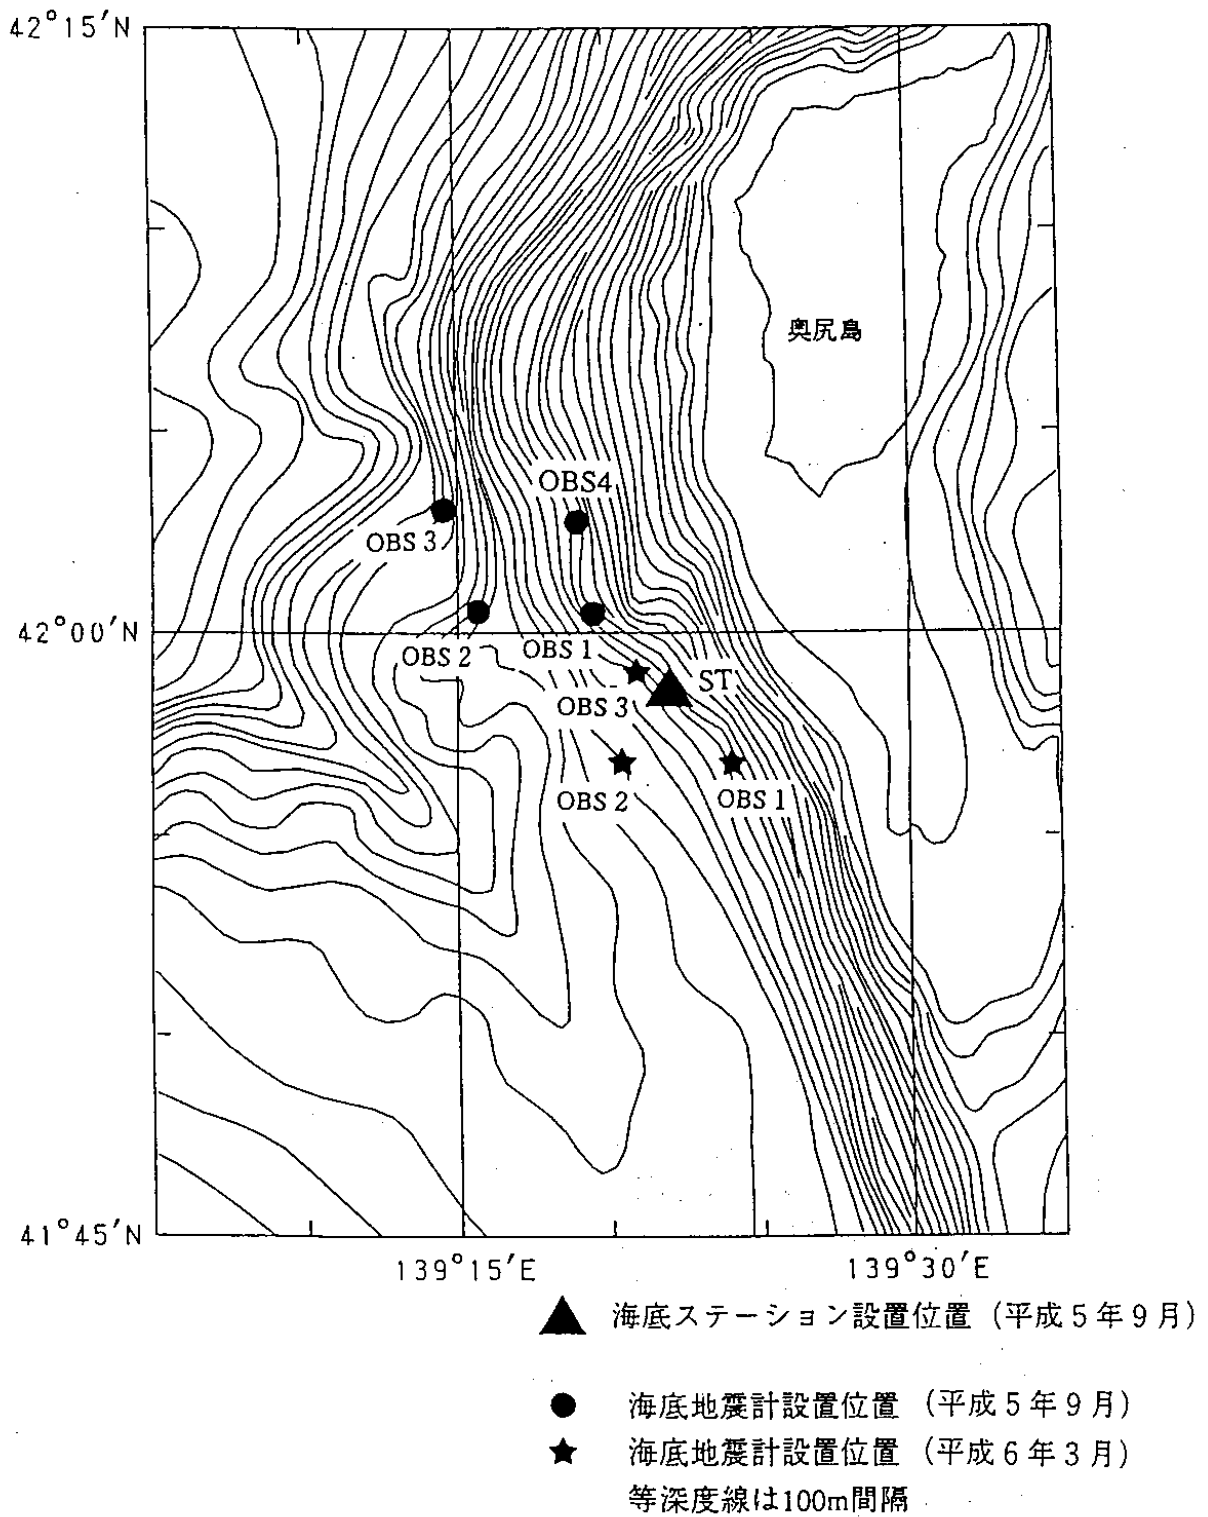 42°15′N
奥尻島
OBS4
OBS 3
42°00′N
OBS 2
OBS 1
ST
OBS 3
OBS 2
OBS 1
41°45′N
139°15′E
139°30′E
海底ステーション設置位置（平成５年９月）
海底地震計設置位置（平成５年９月）
海底地震計設置位置（平成６年３月）
等深度線は100m間隔